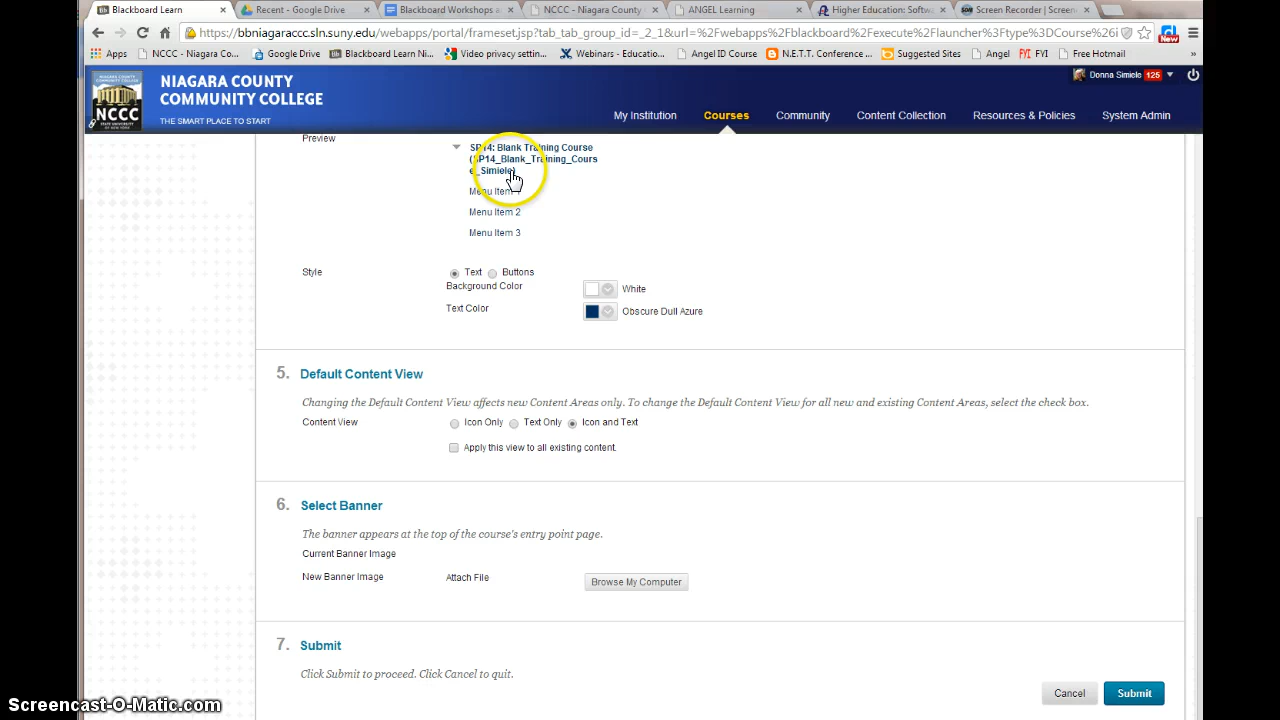 Blackboard Learn
Recent - Google Drive
Blackboard Workshops a
NCCC - Niagara County
ANGEL Learning
Higher Education: Softw
Screen Recorder | Screen
https://bbniagaraccc.sln.suny.edu/webapps/portal/frameset.jsp?tab_tab_group_id=_2_1&url=%2Fwebapps%2Fblackboard%2Fexecute%2Flauncher%3Ftype%3DCourse%26i
New
Apps
NCCC - Niagara Co...
Google
Blackboard Learn Ni...
Video privacy settin...
Webinars - Educatio...
Angel ID Course
N.E.T. Conference ...
Suggested Sites
Angel
FYI FYI
Free Hotmail
»
NCCC
NIAGARA COUNTY
COMMUNITY COLLEGE
THE SMART PLACE TO START
Donna Simiele 125
My Institution
Courses
Community
Content Collection
Resources & Policies
System Admin
Preview
SP14: Blank Training Course
(SP14_Blank_Training_Cours
e_Simiele)
Menu Item 1
Menu Item 2
Menu Item 3
Style
Text
Buttons
Background Color
White
Text Color
Obscure Dull Azure
5. Default Content View
Changing the Default Content View affects new Content Areas only. To change the Default Content View for all new and existing Content Areas, select the check box.
Content View
Icon Only
Text Only
Icon and Text
Apply this view to all existing content.
6. Select Banner
The banner appears at the top of the course's entry point page.
Current Banner Image
New Banner Image
Attach File
Browse My Computer
7. Submit
Click Submit to proceed. Click Cancel to quit.
Cancel
Submit
Screencast-O-Matic.com